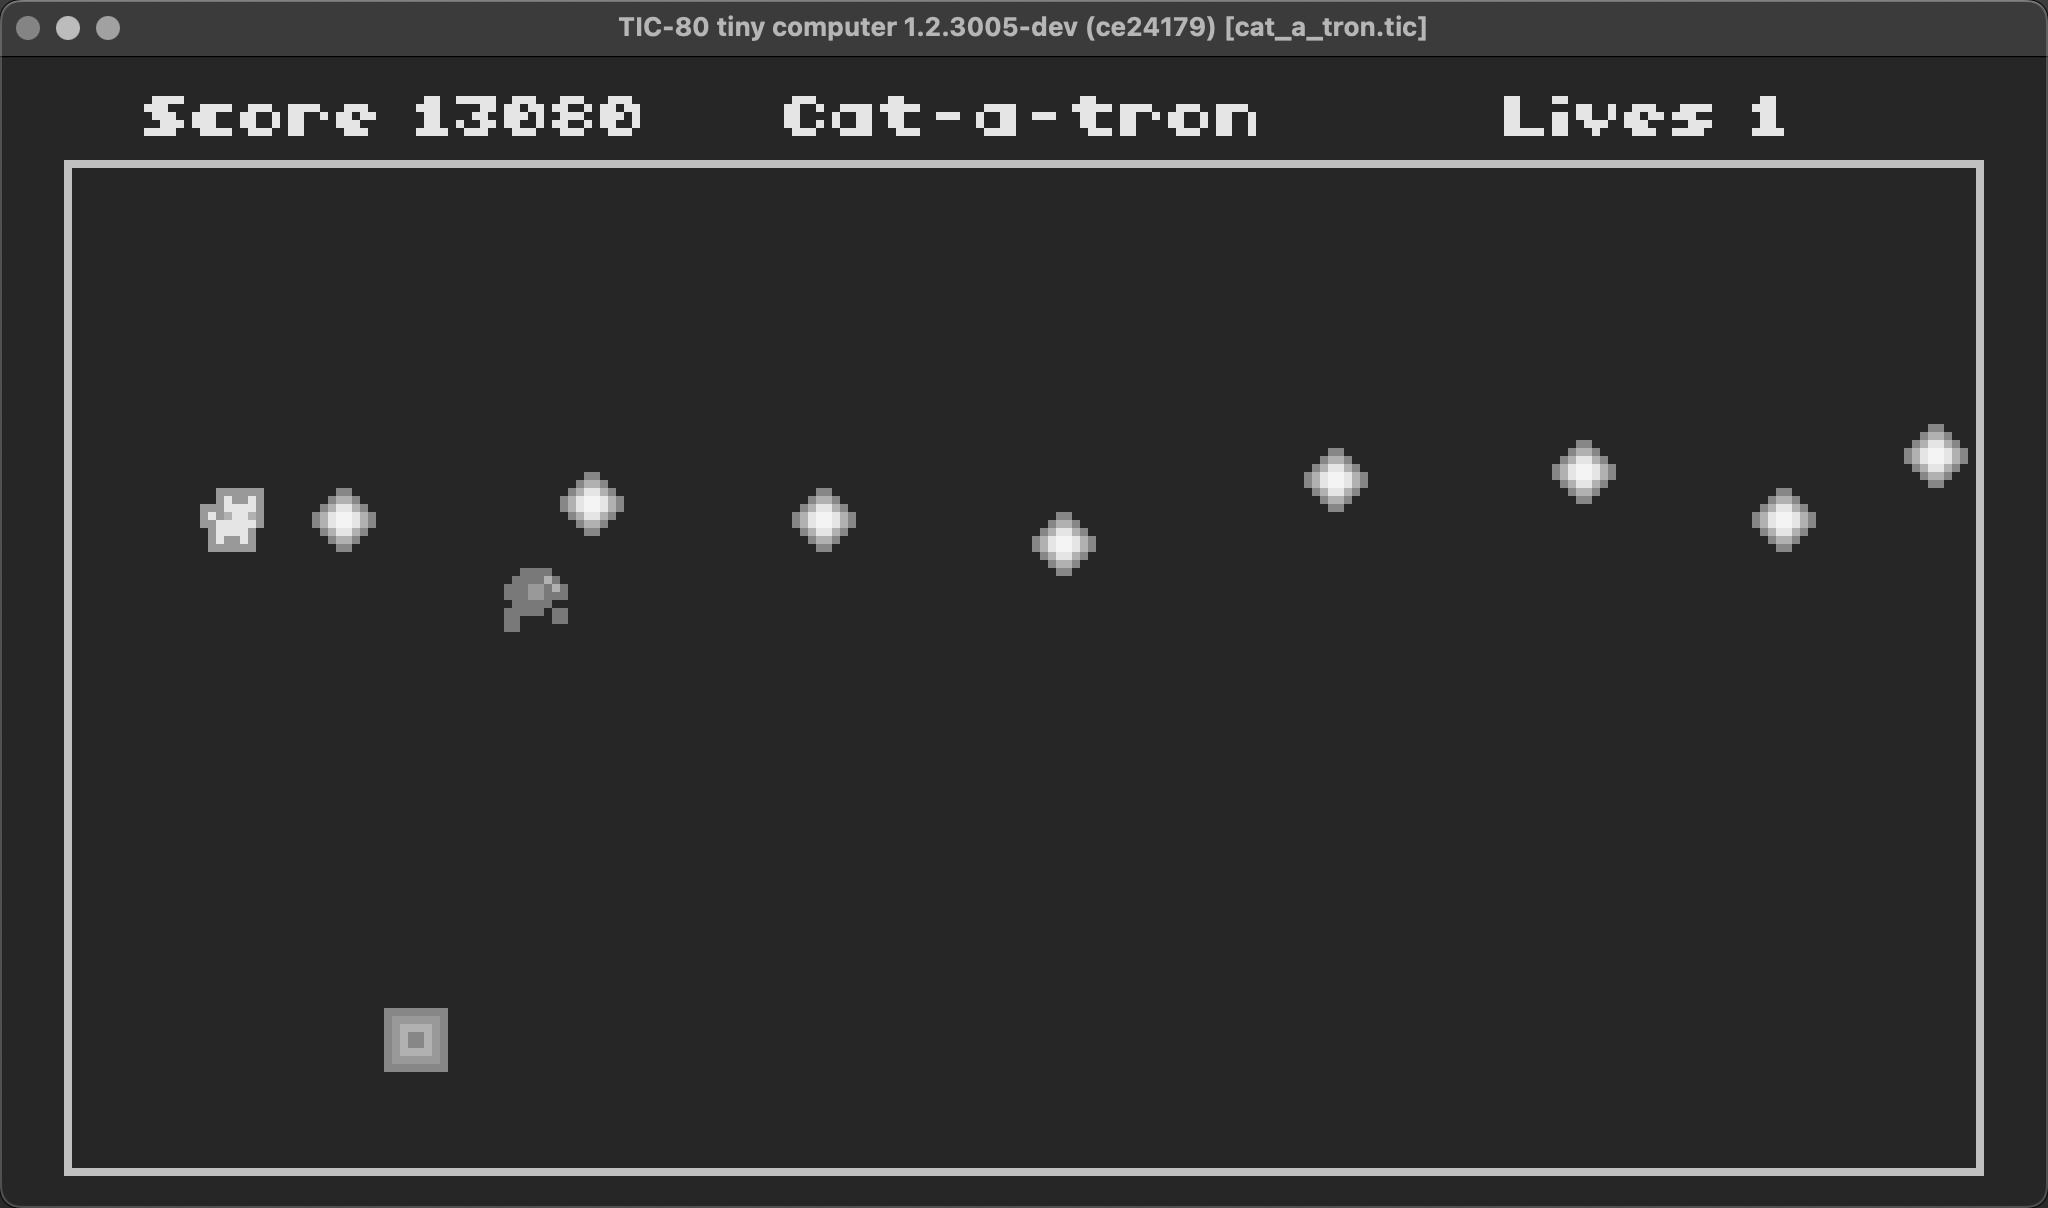 TIC-80 tiny computer 1.2.3005-dev (ce24179) [cat_a_tron.tic]
Score 13080 Cat-a-tron Lives 1